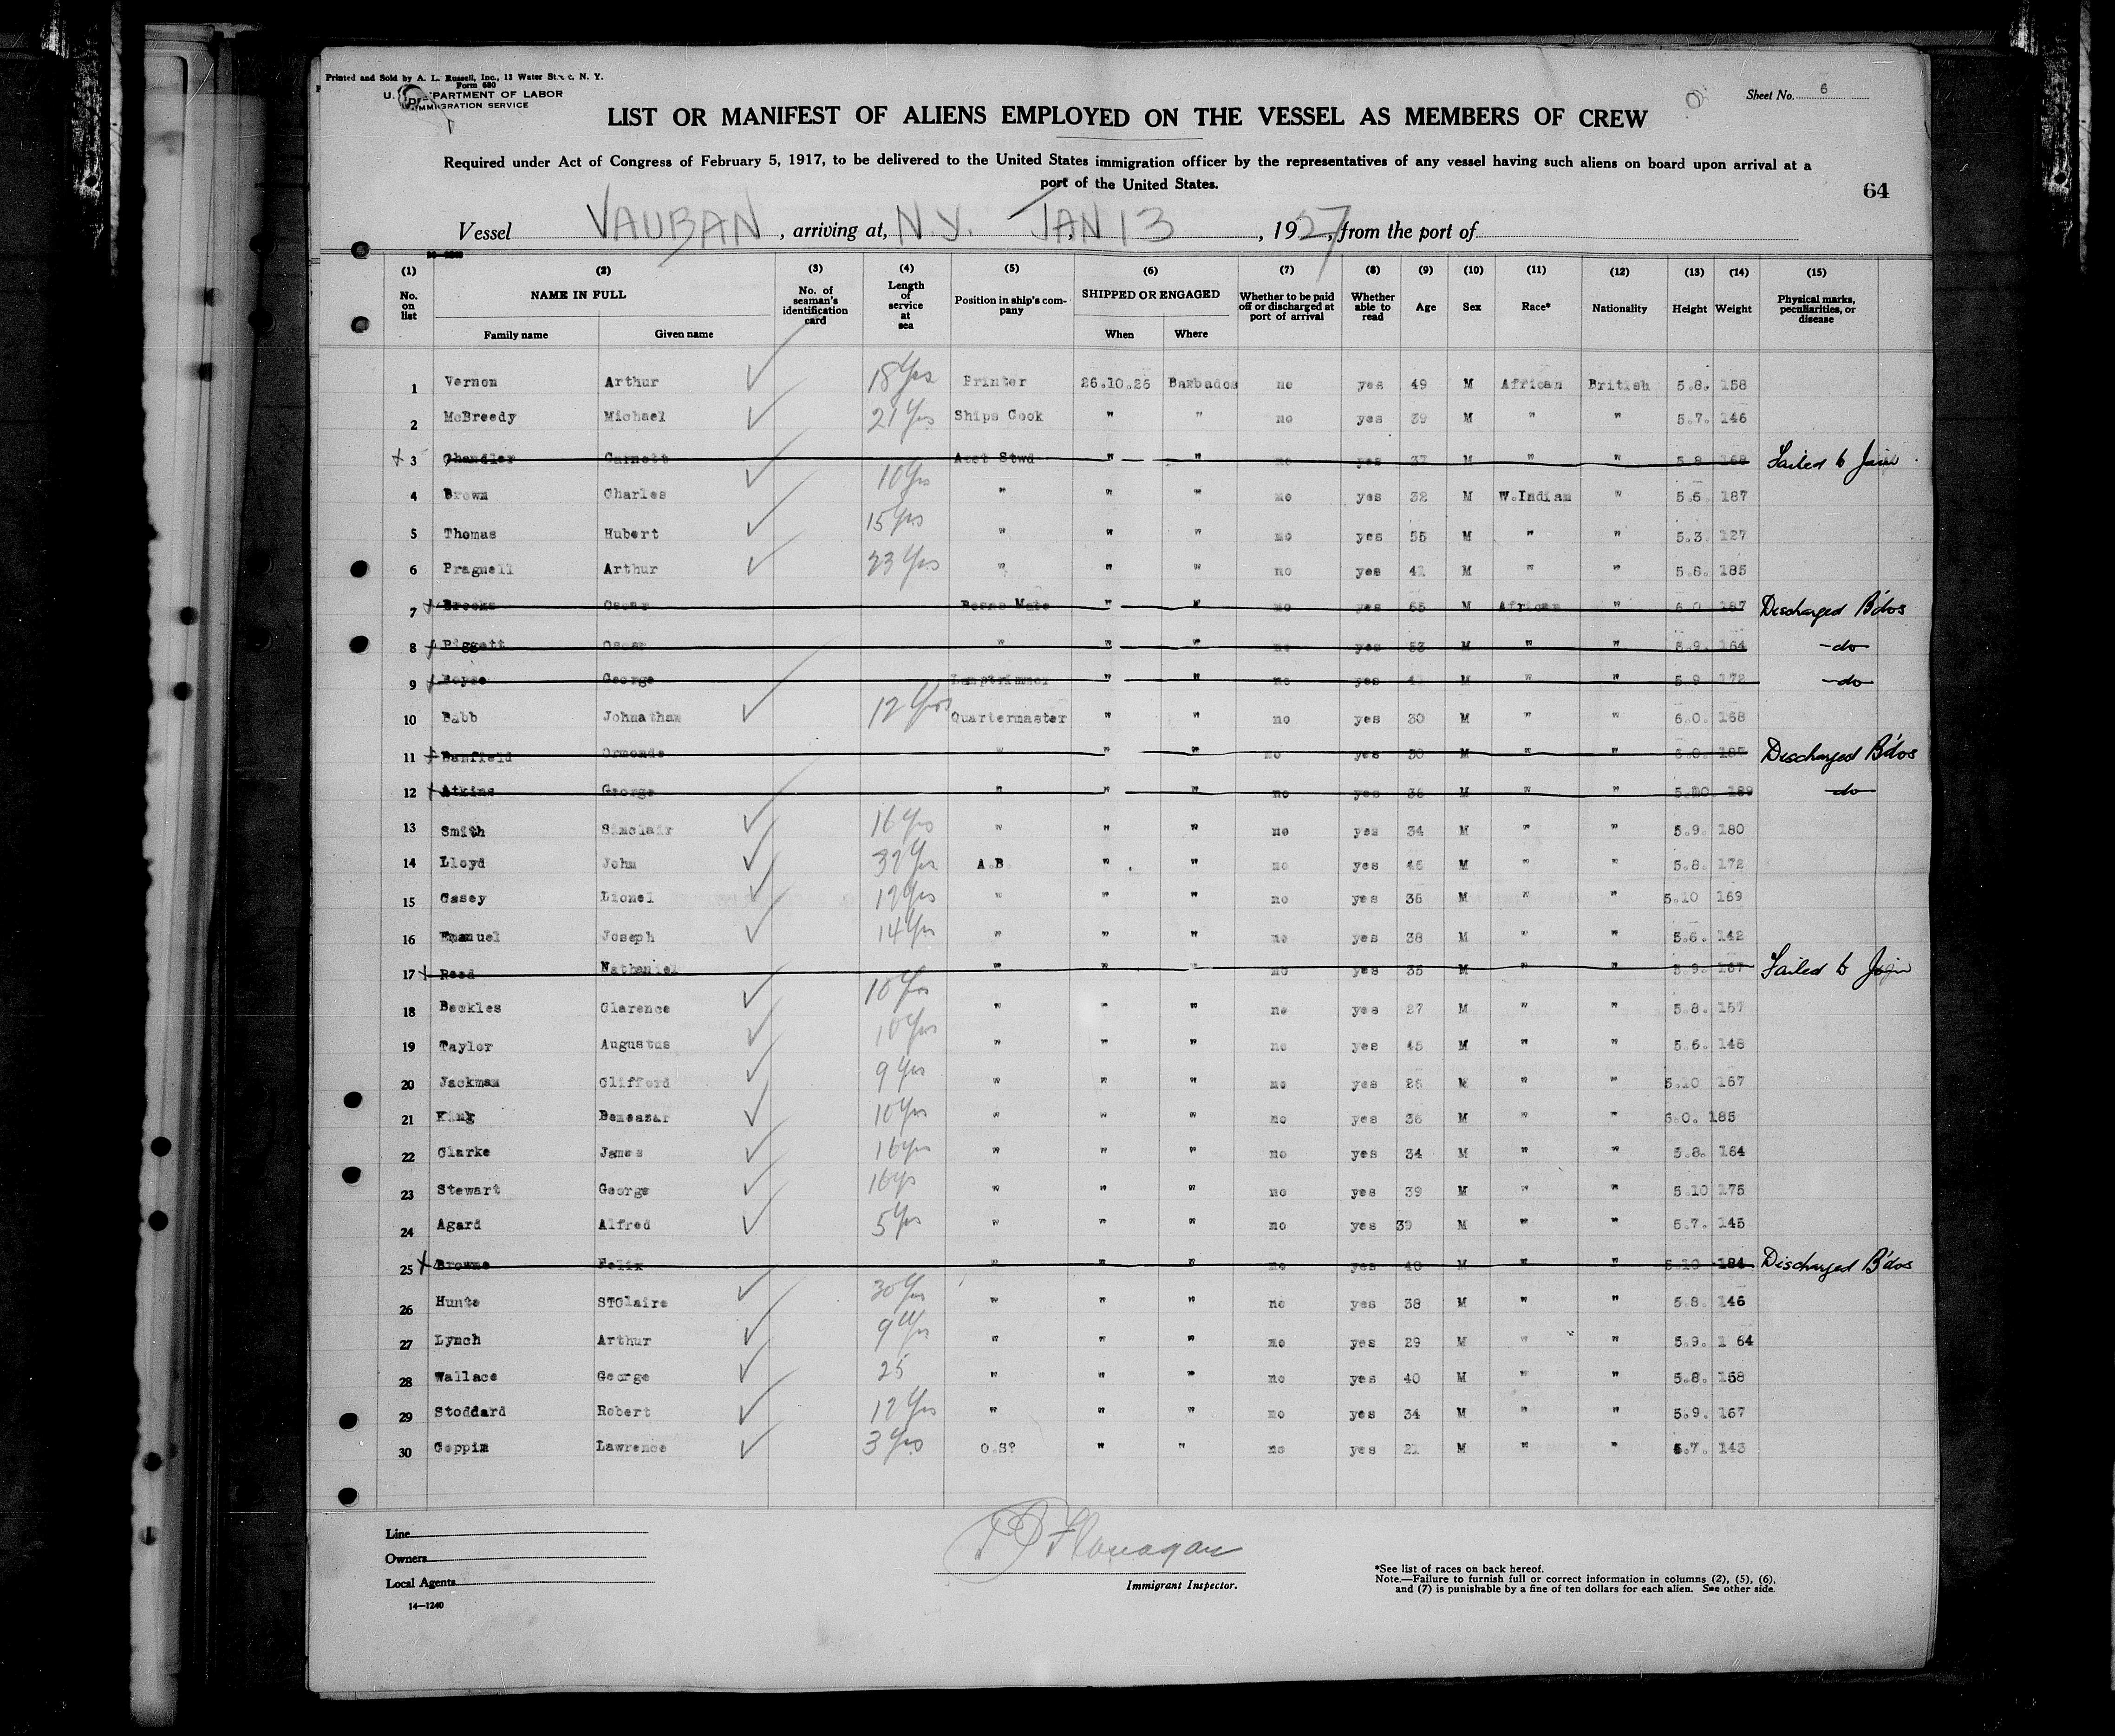 Printed and Sold by A. L. Russell, Inc., 13 Water St., N. Y.
Form 680
U. DEPARTMENT OF LABOR
IMMIGRATION SERVICE
Sheet No. 6
LIST OR MANIFEST OF ALIENS EMPLOYED ON THE VESSEL AS MEMBERS OF CREW
Required under Act of Congress of February 5, 1917, to be delivered to the United States immigration officer by the representatives of any vessel having such aliens on board upon arrival at a
port of the United States.
64
Vessel VAUBAN, arriving at, N.Y. JAN 13, 1927, from the port of
(1) (2) (3) (4) (5) (6) (7) (8) (9) (10) (11) (12) (13) (14) (15)
No. on list NAME IN FULL Family name Given name No. of seaman's identification card Length of service at sea Position in ship's company SHIPPED OR ENGAGED When Where Whether to be paid off or discharged at port of arrival Whether able to read Age Sex Race* Nationality Height Weight Physical marks, peculiarities, or disease
1 Vernon Arthur 18 Yrs Printer 26.10.26 Barbados no yes 49 M African British 5.8. 158
2 McBreedy Michael 21 Yrs Ships Cook " " no yes 39 M " " 5.7. 146
3 Chandler Garnett Asst Stwd " " no yes 37 M " " 5.8 168 Failed to Join
4 Brown Charles 10 Yrs " " " no yes 32 M W.Indian " 5.6 187
5 Thomas Hubert 15 Yrs " " " no yes 55 M " " 5.3. 127
6 Pragnell Arthur 23 Yrs " " " no yes 41 M " " 5.8. 185
7 Brooks Oscar Bosns Mate " " no yes 65 M African " 6.0 187 Discharged B'dos
8 Piggett Oscar " " " no yes 53 M " " 5.9. 164 -do-
9 Boyse George Lamptrimmer " " no yes M " " 5.9 172 -do-
10 Babb Johnathan 12 Yrs Quartermaster " " no yes 30 M " " 6.0. 168
11 Banfield Ormonde " " " no yes 30 M " " 6.0. Discharged B'dos
12 Atkins George " " " no yes 36 M " " 189 -do-
13 Smith Sinclair 16 Yrs " " " no yes 34 M " " 5.9. 180
14 Lloyd John 32 Yrs A.B " " no yes 46 M " " 5.8. 172
15 Casey Lionel 12 Yrs " " " no yes 36 M " " 5.10 169
16 Emanuel Joseph 14 Yrs " " " no yes 38 M " " 5.6. 142
17 Reed Nathaniel " " " no yes 35 M " " 5.9. 167 Failed to Join
18 Beckles Clarence 10 Yrs " " " no yes 27 M " " 5.8. 157
19 Taylor Augustus 10 Yrs " " " no yes 45 M " " 5.6. 148
20 Jackman Clifford 9 Yrs " " " no yes 26 M " " 5.10 157
21 King Beneazar 10 Yrs " " " no yes 36 M " " 6.0. 185
22 Clarke James 16 Yrs " " " no yes 34 M " " 5.8. 164
23 Stewart George 16 Yrs " " " no yes 39 M " " 5.10 175
24 Agard Alfred 5 Yrs " " " no yes 39 M " " 5.7. 145
25 Browne Felix " " " no yes 40 M " " 5.10 184 Discharged B'dos
26 Hunte STClaire 30 Yrs " " " no yes 38 M " " 5.8. 146
27 Lynch Arthur 9 Yrs " " " no yes 29 M " " 5.9. 1 64
28 Wallace George 25 " " " no yes 40 M " " 5.8. 158
29 Stoddard Robert 12 Yrs " " " no yes 34 M " " 5.9. 167
30 Coppin Lawrence 3 Yrs O.S? " " no yes 21 M " " 5.7. 143
Line
Owners
Local Agents
14—1240
Flanagan
Immigrant Inspector.
*See list of races on back hereof.
Note.—Failure to furnish full or correct information in columns (2), (5), (6),
and (7) is punishable by a fine of ten dollars for each alien. See other side.